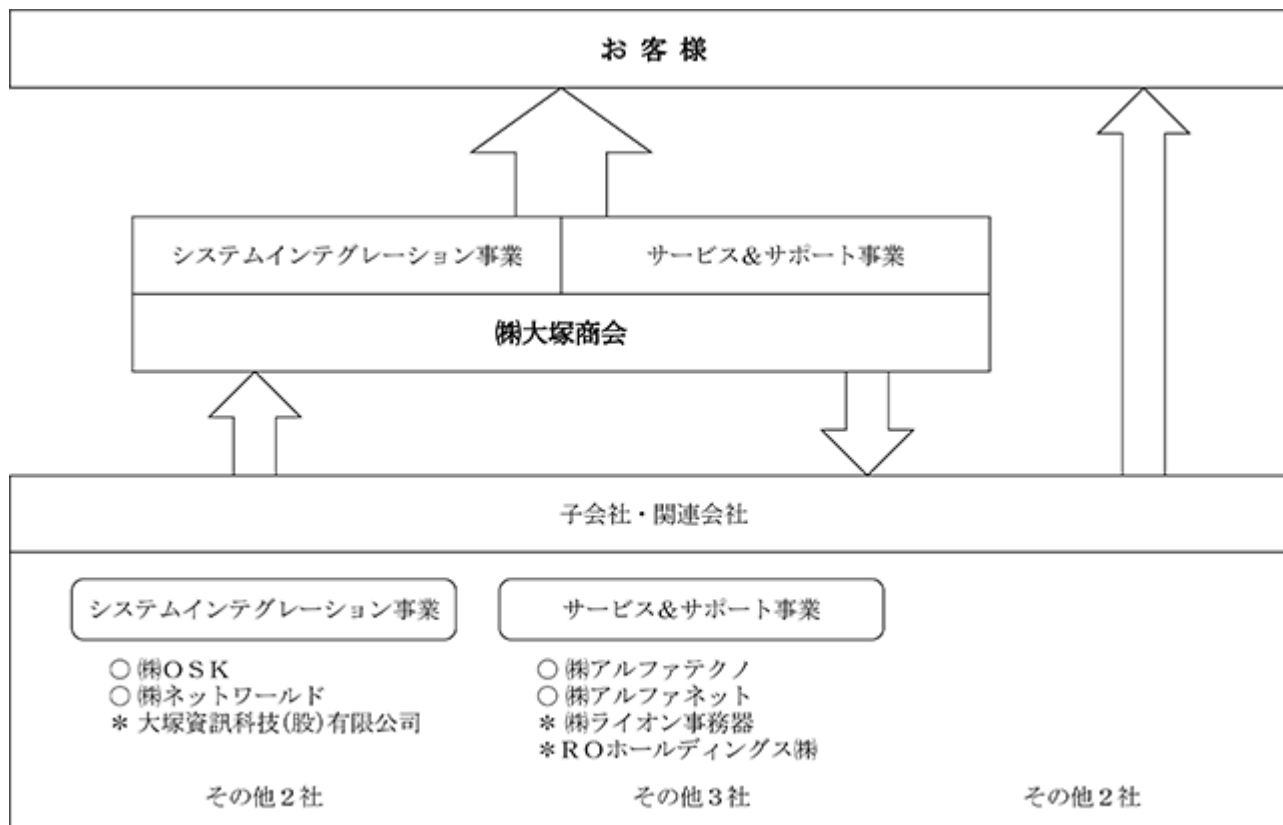 お 客 様
システムインテグレーション事業
サービス&サポート事業
㈱大塚商会
子会社・関連会社
システムインテグレーション事業
○ ㈱OSK
○ ㈱ネットワールド
＊ 大塚資訊科技(股)有限公司
その他２社
サービス&サポート事業
○ ㈱アルファテクノ
○ ㈱アルファネット
＊ ㈱ライオン事務器
＊ROホールディングス㈱
その他３社
その他２社